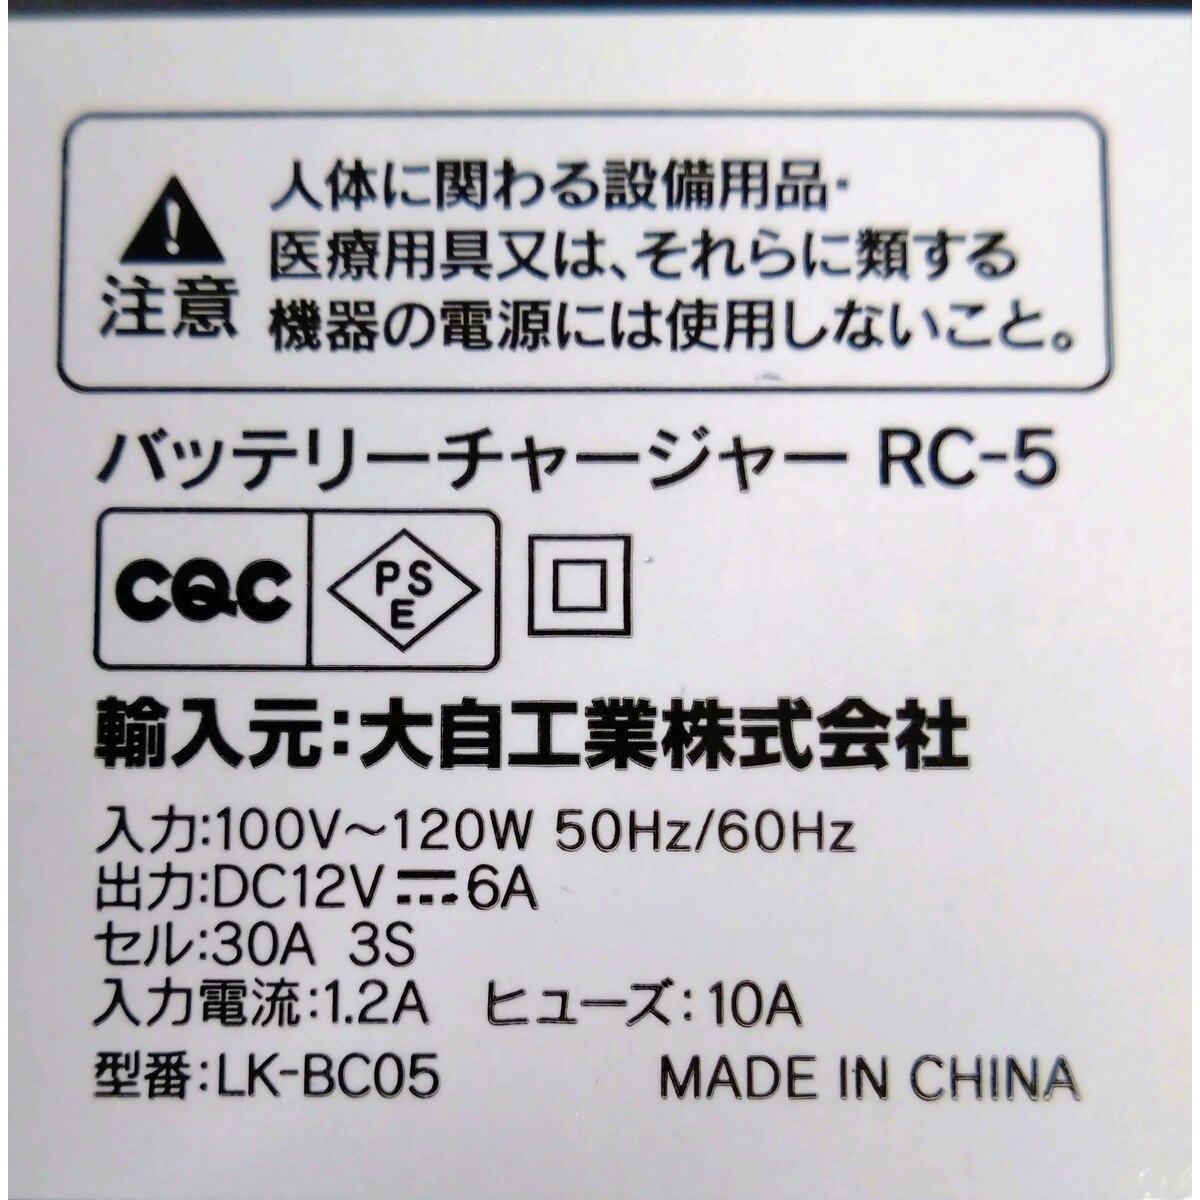 人体に関わる設備用品・
医療用具又は、それらに類する
機器の電源には使用しないこと。
注意
バッテリーチャージャー RC-5
CQC
PS
E
輸入元:大自工業株式会社
入力:100V～120W 50Hz/60Hz
出力:DC12V⎓6A
セル:30A 3S
入力電流:1.2A ヒューズ:10A
型番:LK-BC05 MADE IN CHINA